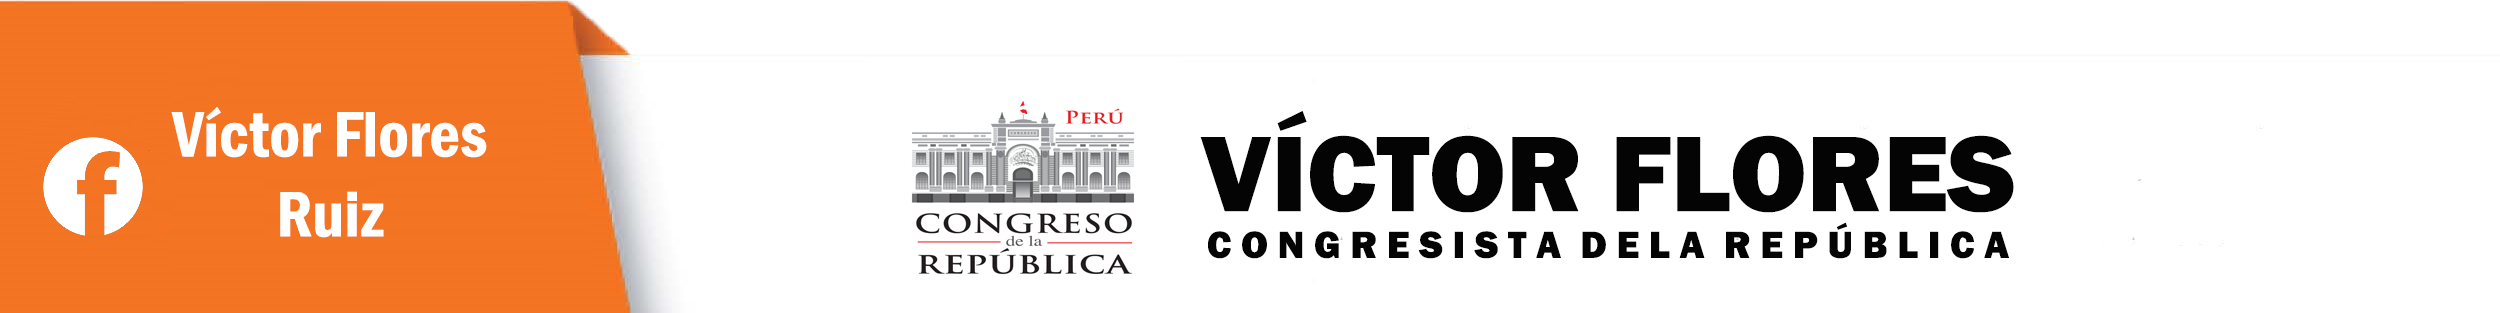 Víctor Flores
Ruiz
PERÚ
CONGRESO
de la
REPÚBLICA
VÍCTOR FLORES
CONGRESISTA DELA REPÚBLICA